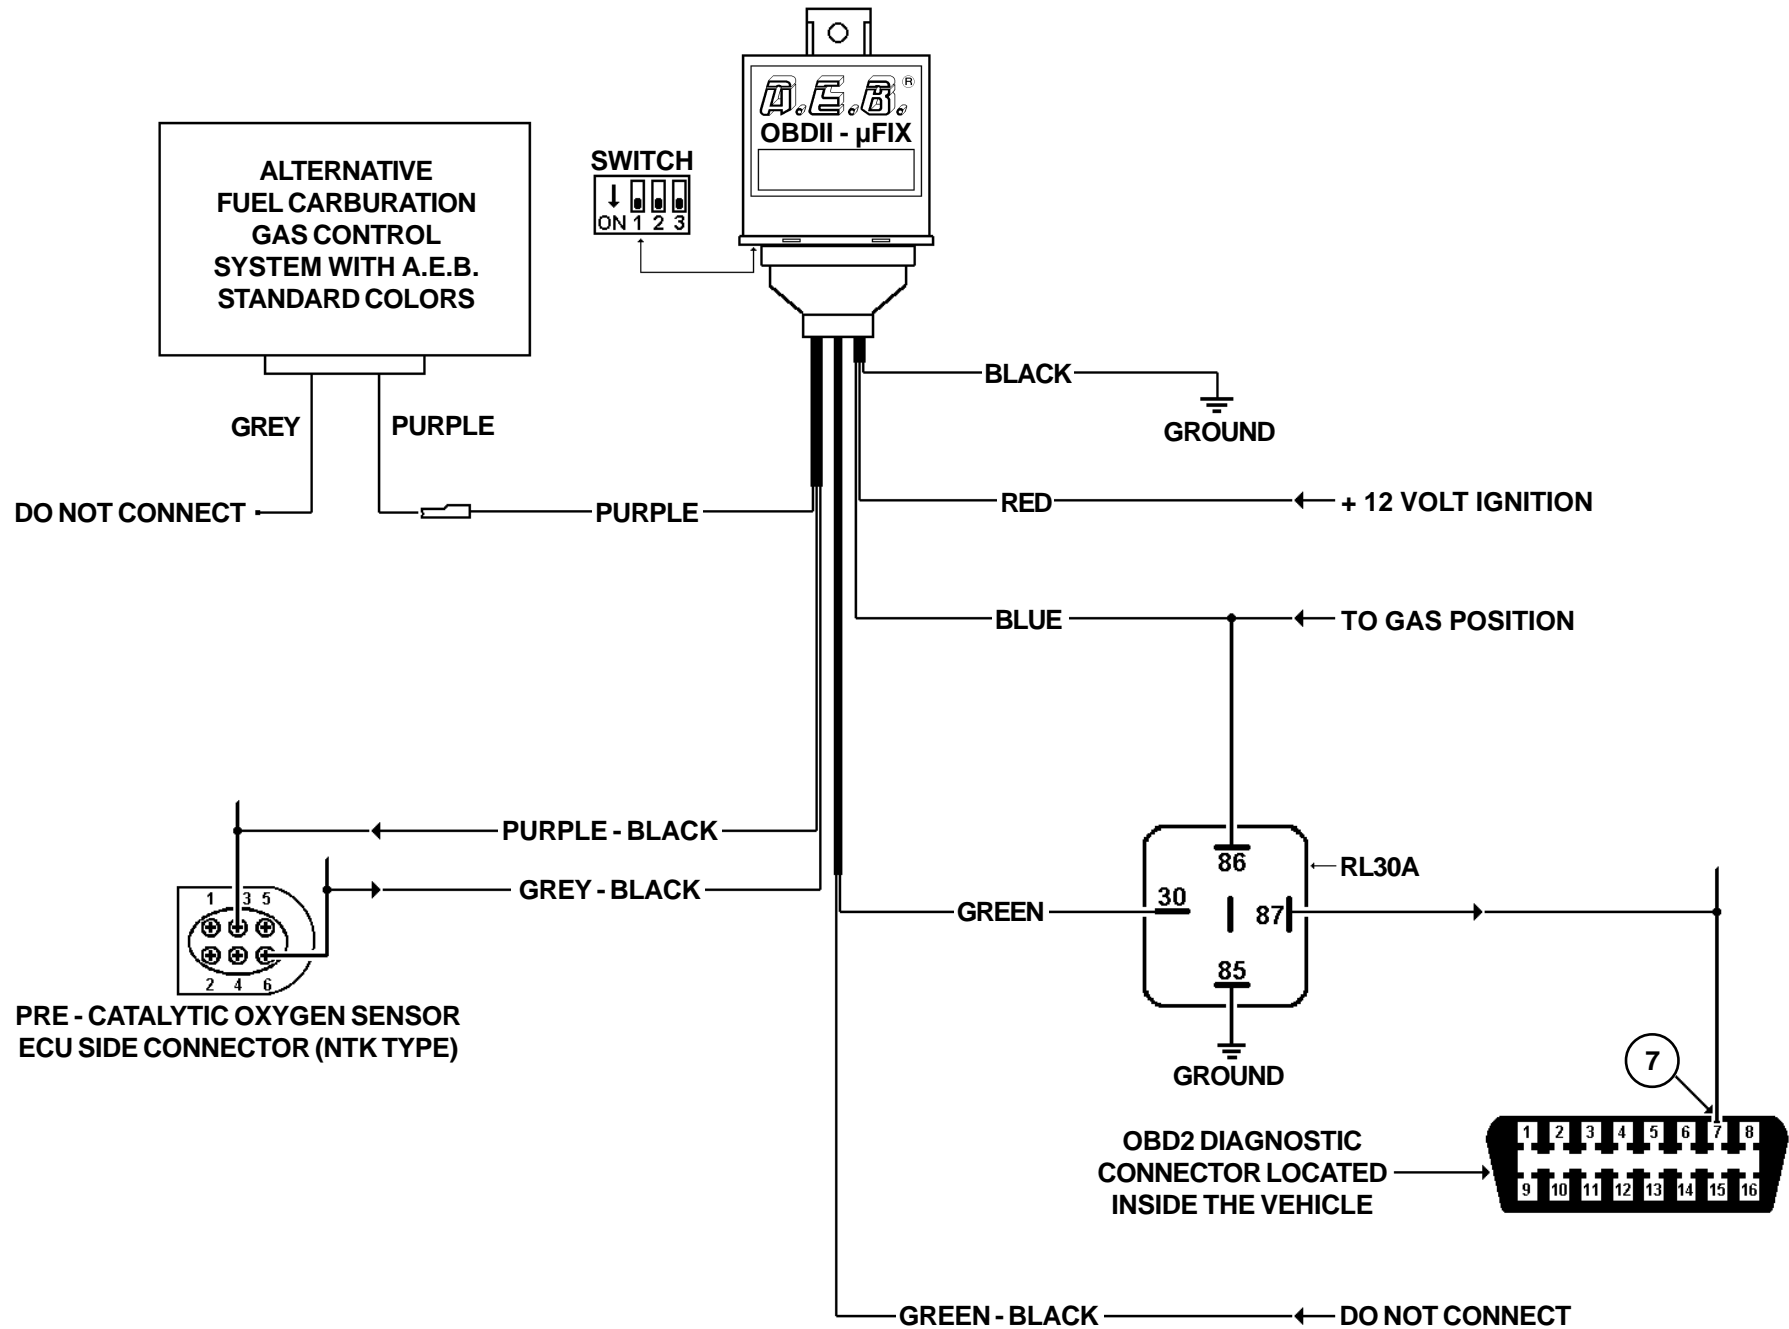 A.E.B.®
OBDII - µFIX
SWITCH
ON 1 2 3
ALTERNATIVE
FUEL CARBURATION
GAS CONTROL
SYSTEM WITH A.E.B.
STANDARD COLORS
GREY
PURPLE
DO NOT CONNECT
PURPLE
BLACK
GROUND
RED
+ 12 VOLT IGNITION
BLUE
TO GAS POSITION
PURPLE - BLACK
GREY - BLACK
1 3 5
2 4 6
PRE - CATALYTIC OXYGEN SENSOR
ECU SIDE CONNECTOR (NTK TYPE)
GREEN
86
30
87
85
RL30A
GROUND
7
OBD2 DIAGNOSTIC
CONNECTOR LOCATED
INSIDE THE VEHICLE
1 2 3 4 5 6 7 8
9 10 11 12 13 14 15 16
GREEN - BLACK
DO NOT CONNECT